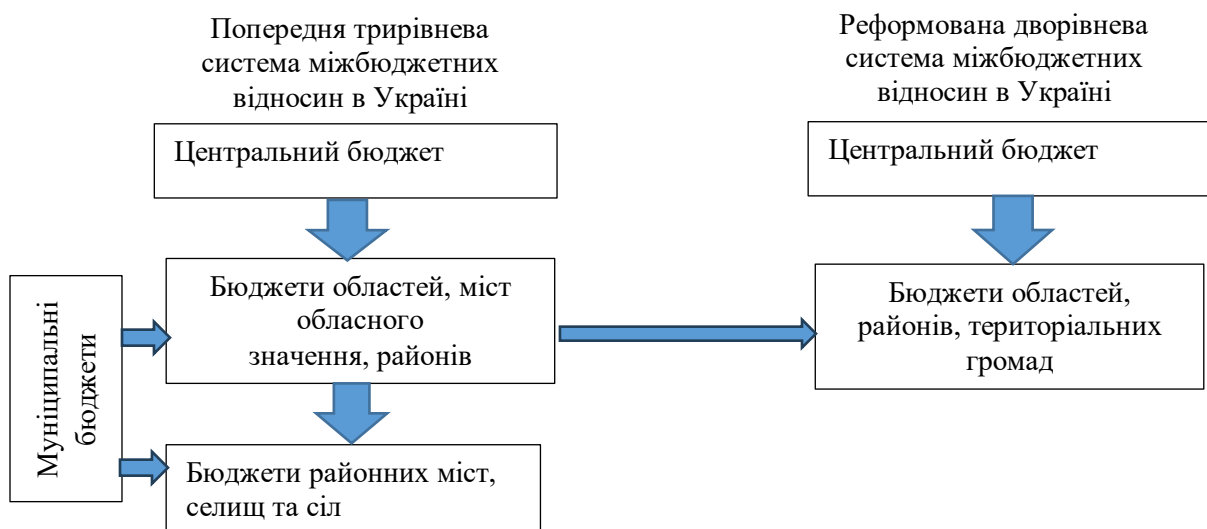 Попередня трирівнева
система міжбюджетних
відносин в Україні
Реформована дворівнева
система міжбюджетних
відносин в Україні
Центральний бюджет
Центральний бюджет
Муніципальні
бюджети
Бюджети областей, міст
обласного
значення, районів
Бюджети областей,
районів, територіальних
громад
Бюджети районних міст,
селищ та сіл